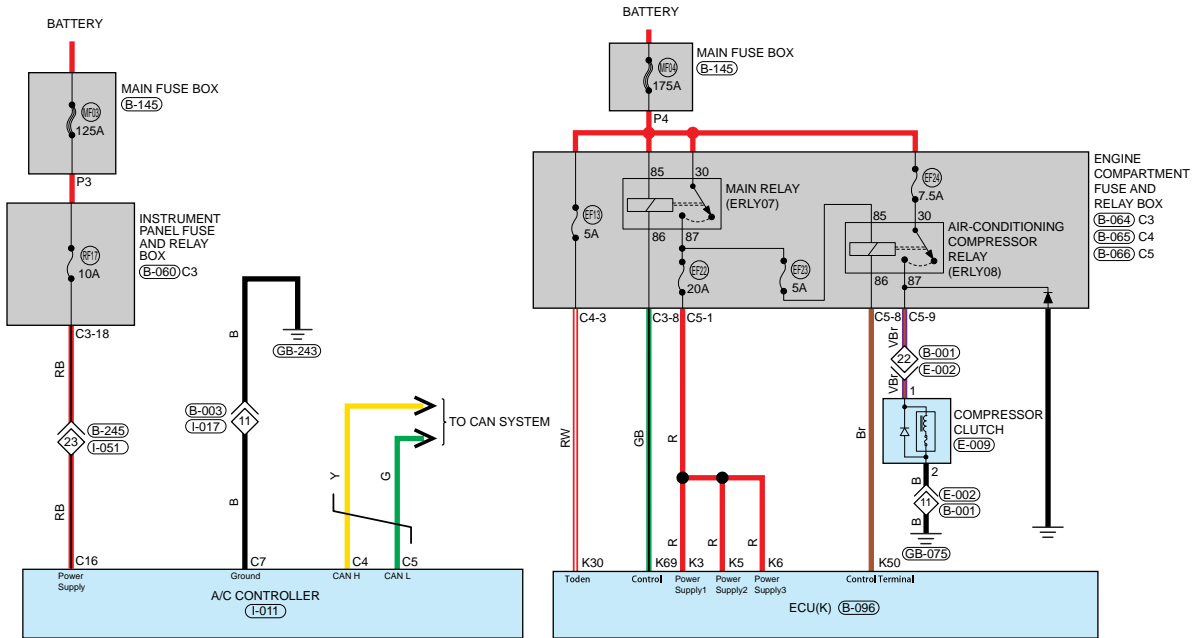 BATTERY
MAIN FUSE BOX
B-145
MF03
125A
P3
INSTRUMENT
PANEL FUSE
AND RELAY
BOX
B-060 C3
RF17
10A
C3-18
RB
B
GB-243
B-003
I-017
11
B-245
I-051
23
TO CAN SYSTEM
RB
B
Y
G
C16
C7
C4
C5
Power
Supply
Ground
CAN H
CAN L
A/C CONTROLLER
I-011
BATTERY
MAIN FUSE BOX
B-145
MF04
175A
P4
ENGINE
COMPARTMENT
FUSE AND
RELAY BOX
B-064 C3
B-065 C4
B-066 C5
85
30
MAIN RELAY
(ERLY07)
86
87
EF13
5A
EF22
20A
EF23
5A
EF24
7.5A
85
30
AIR-CONDITIONING
COMPRESSOR
RELAY
(ERLY08)
86
87
C4-3
C3-8
C5-1
C5-8
C5-9
VBr
22
B-001
E-002
VBr
1
COMPRESSOR
CLUTCH
E-009
2
B
11
E-002
B-001
B
GB-075
RW
GB
R
Br
R
R
R
K30
K69
K3
K5
K6
K50
Toden
Control
Power
Supply1
Power
Supply2
Power
Supply3
Control Terminal
ECU(K)
B-096